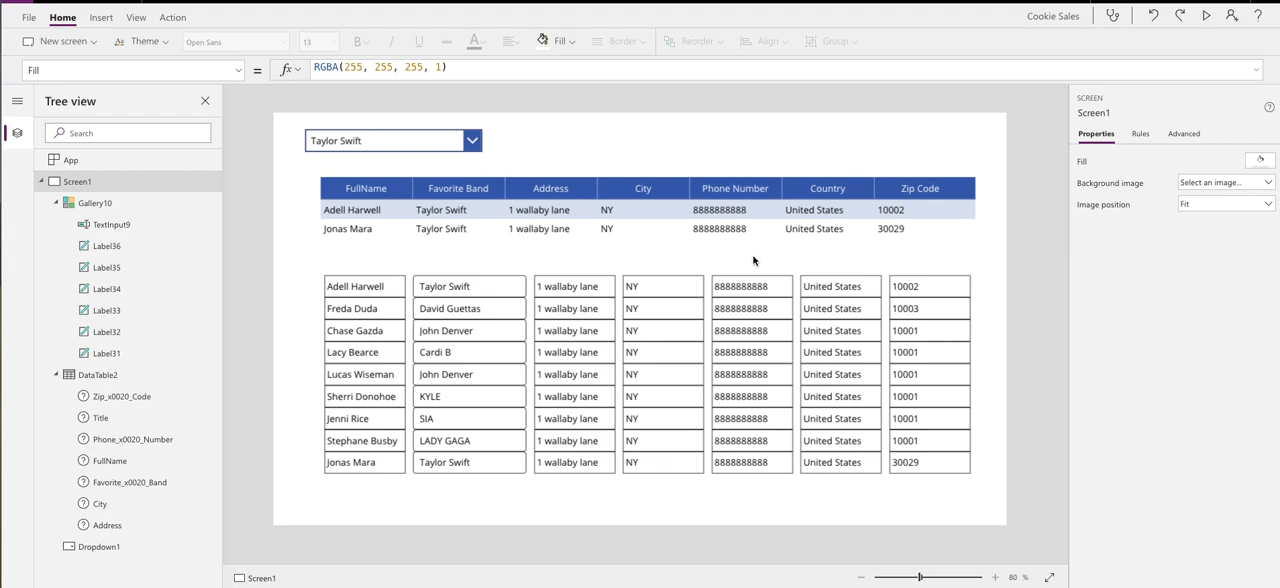 File Home Insert View Action Cookie Sales
New screen Theme Open Sans 13 B / U abc A Fill Border Reorder Align Group
Fill = fx RGBA(255, 255, 255, 1)
Tree view
Search
App
Screen1
Gallery10
TextInput9
Label36
Label35
Label34
Label33
Label32
Label31
DataTable2
Zip_x0020_Code
Title
Phone_x0020_Number
FullName
Favorite_x0020_Band
City
Address
Dropdown1
Taylor Swift
FullName Favorite Band Address City Phone Number Country Zip Code
Adell Harwell Taylor Swift 1 wallaby lane NY 8888888888 United States 10002
Jonas Mara Taylor Swift 1 wallaby lane NY 8888888888 United States 30029
Adell Harwell Taylor Swift 1 wallaby lane NY 8888888888 United States 10002
Freda Duda David Guettas 1 wallaby lane NY 8888888888 United States 10003
Chase Gazda John Denver 1 wallaby lane NY 8888888888 United States 10001
Lacy Bearce Cardi B 1 wallaby lane NY 8888888888 United States 10001
Lucas Wiseman John Denver 1 wallaby lane NY 8888888888 United States 10001
Sherri Donohoe KYLE 1 wallaby lane NY 8888888888 United States 10001
Jenni Rice SIA 1 wallaby lane NY 8888888888 United States 10001
Stephane Busby LADY GAGA 1 wallaby lane NY 8888888888 United States 10001
Jonas Mara Taylor Swift 1 wallaby lane NY 8888888888 United States 30029
SCREEN
Screen1
Properties Rules Advanced
Fill
Background image Select an image...
Image position Fit
Screen1 80 %